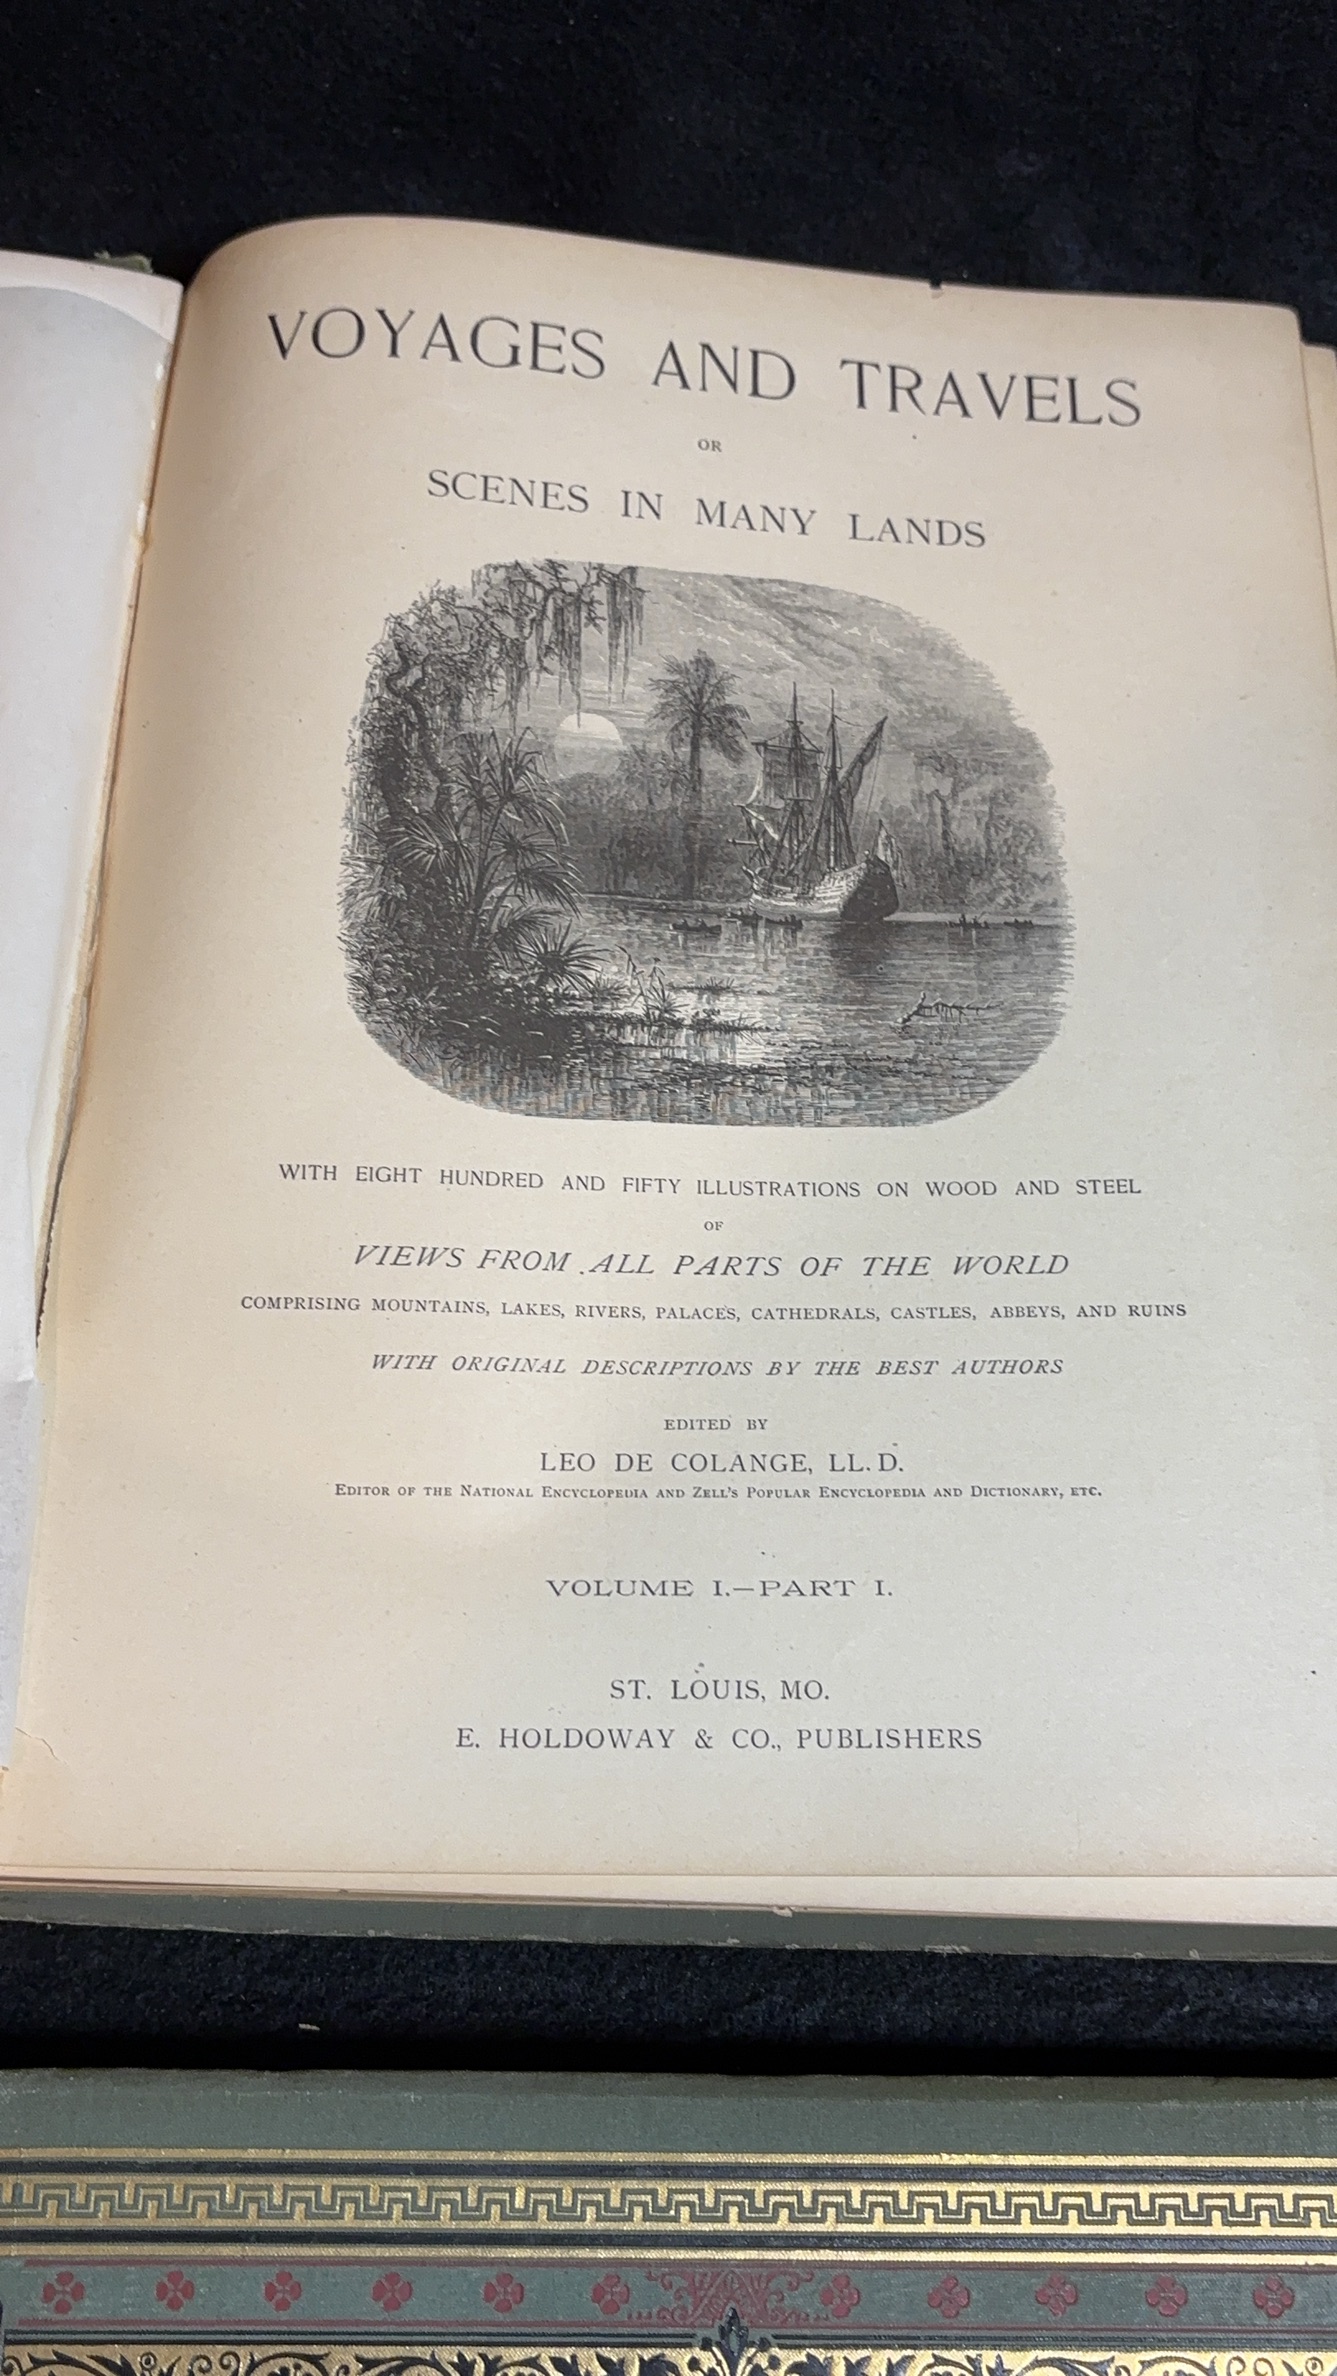 VOYAGES AND TRAVELS
OR
SCENES IN MANY LANDS
WITH EIGHT HUNDRED AND FIFTY ILLUSTRATIONS ON WOOD AND STEEL
OF
VIEWS FROM ALL PARTS OF THE WORLD
COMPRISING MOUNTAINS, LAKES, RIVERS, PALACES, CATHEDRALS, CASTLES, ABBEYS, AND RUINS
WITH ORIGINAL DESCRIPTIONS BY THE BEST AUTHORS
EDITED BY
LEO DE COLANGE, LL.D.
EDITOR OF THE NATIONAL ENCYCLOPEDIA AND ZELL'S POPULAR ENCYCLOPEDIA AND DICTIONARY, ETC.
VOLUME I.—PART I.
ST. LOUIS, MO.
E. HOLDOWAY & CO., PUBLISHERS